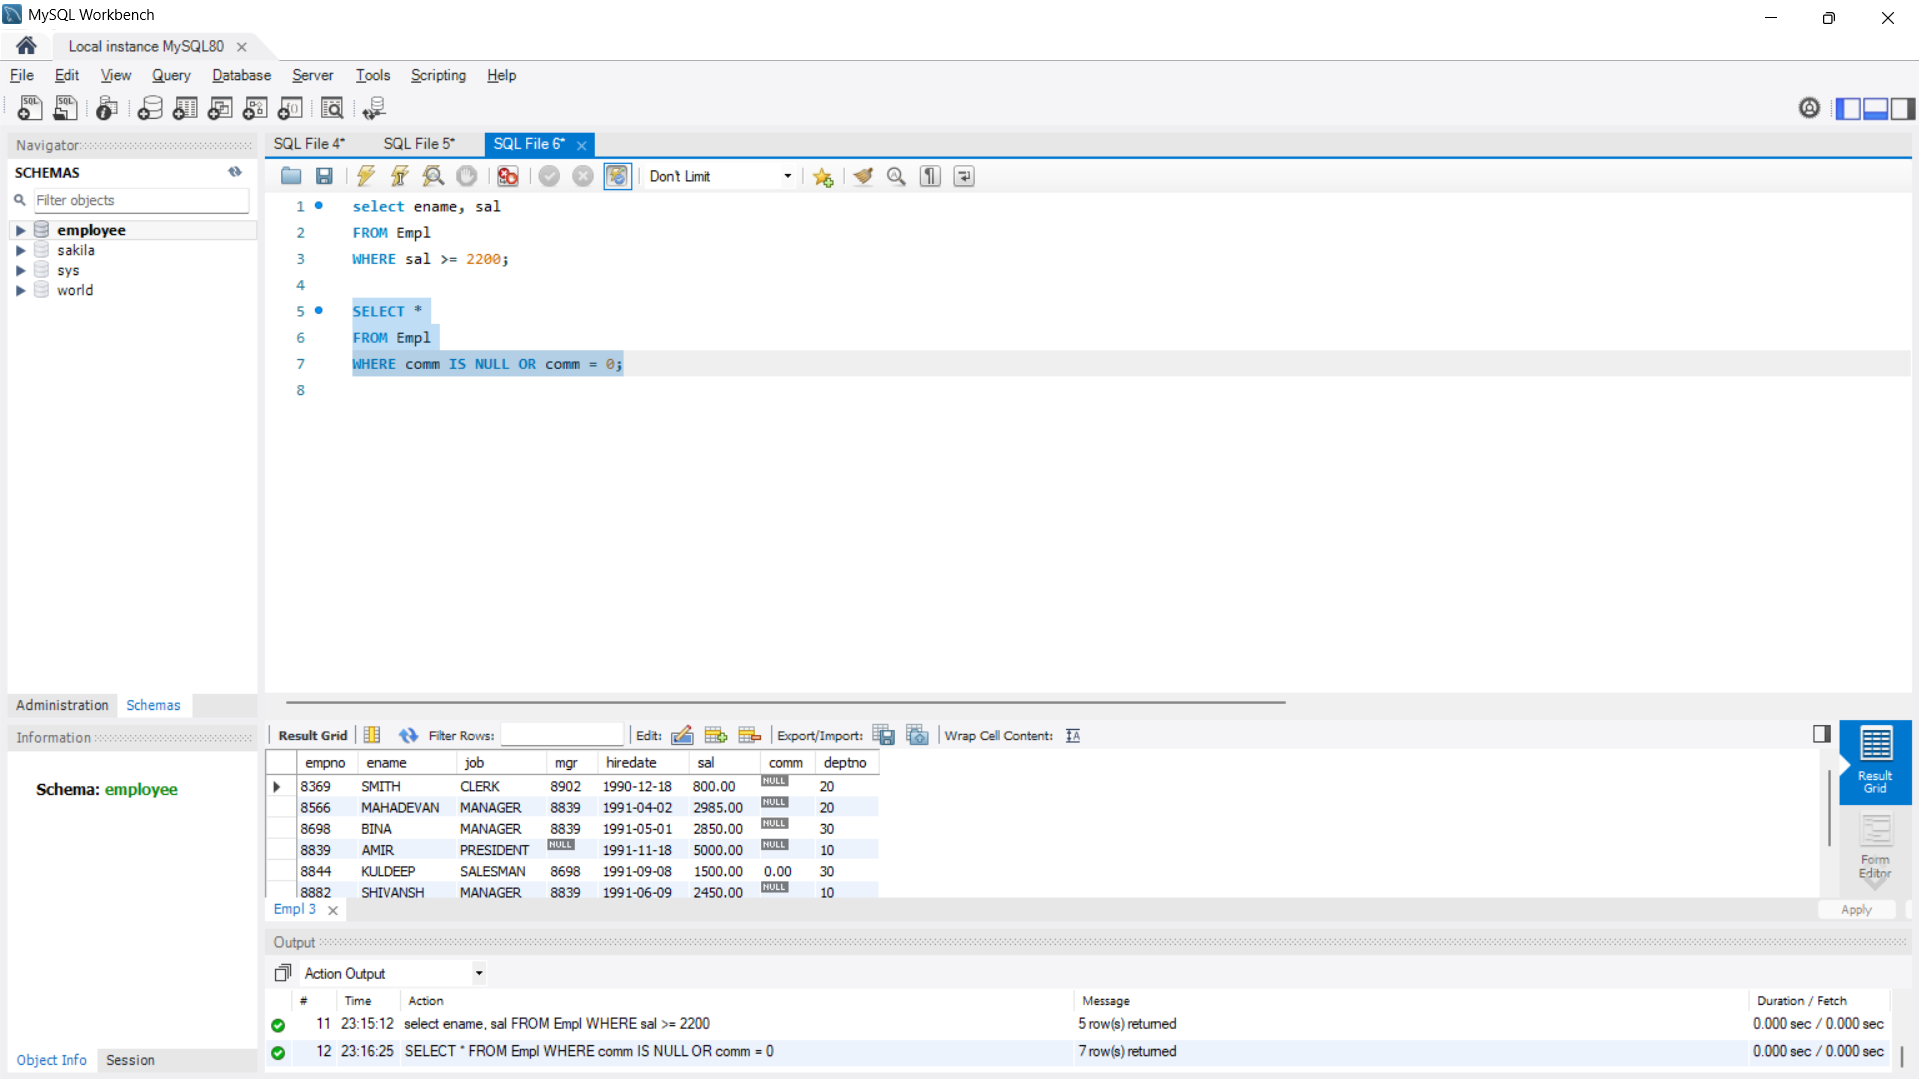 MySQL Workbench
Local instance MySQL80
File Edit View Query Database Server Tools Scripting Help
Navigator
SCHEMAS
Filter objects
employee
sakila
sys
world
Administration Schemas
Information
Schema: employee
Object Info Session
SQL File 4* SQL File 5* SQL File 6*
Don't Limit
1 select ename, sal
2 FROM Empl
3 WHERE sal >= 2200;
4
5 SELECT *
6 FROM Empl
7 WHERE comm IS NULL OR comm = 0;
8
Result Grid Filter Rows: Edit: Export/Import: Wrap Cell Content:
empno ename job mgr hiredate sal comm deptno
8369 SMITH CLERK 8902 1990-12-18 800.00 NULL 20
8566 MAHADEVAN MANAGER 8839 1991-04-02 2985.00 NULL 20
8698 BINA MANAGER 8839 1991-05-01 2850.00 NULL 30
8839 AMIR PRESIDENT NULL 1991-11-18 5000.00 NULL 10
8844 KULDEEP SALESMAN 8698 1991-09-08 1500.00 0.00 30
8882 SHIVANSH MANAGER 8839 1991-06-09 2450.00 NULL 10
Result
Grid
Form
Editor
Empl 3
Apply
Output
Action Output
# Time Action Message Duration / Fetch
11 23:15:12 select ename, sal FROM Empl WHERE sal >= 2200 5 row(s) returned 0.000 sec / 0.000 sec
12 23:16:25 SELECT * FROM Empl WHERE comm IS NULL OR comm = 0 7 row(s) returned 0.000 sec / 0.000 sec